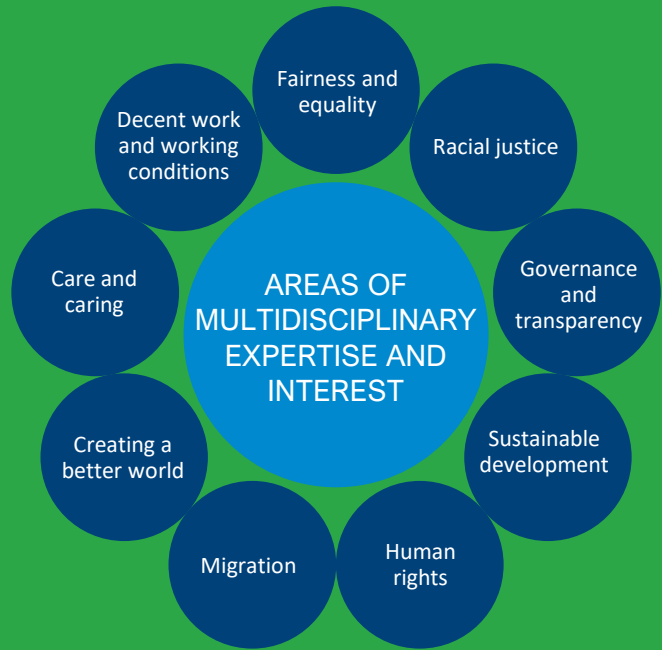 Fairness and
equality
Racial justice
Governance
and
transparency
Sustainable
development
Human
rights
Migration
Creating a
better world
Care and
caring
Decent work
and working
conditions
AREAS OF
MULTIDISCIPLINARY
EXPERTISE AND
INTEREST